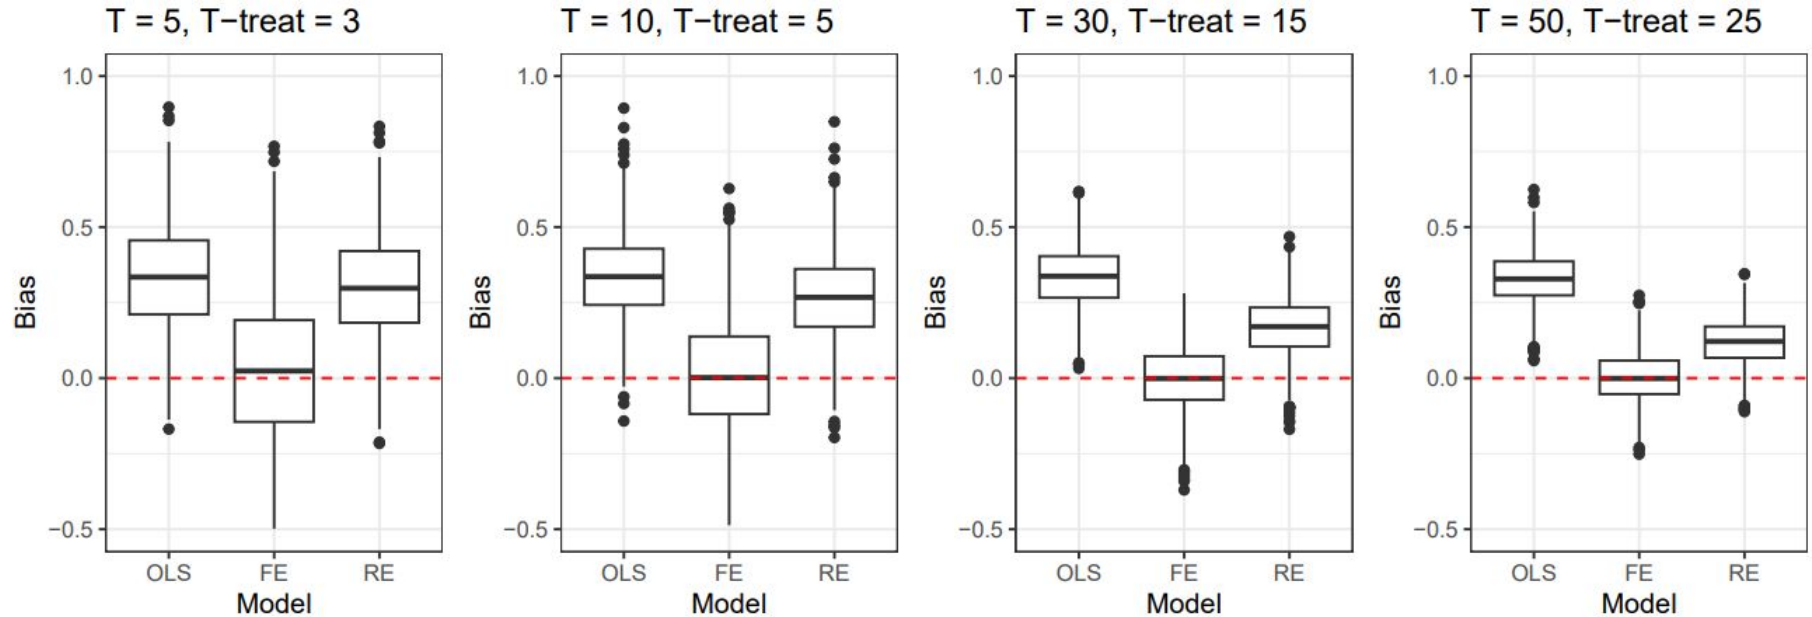 T = 5, T−treat = 3
1.0
0.5
0.0
−0.5
Bias
OLS FE RE
Model
T = 10, T−treat = 5
1.0
0.5
0.0
−0.5
Bias
OLS FE RE
Model
T = 30, T−treat = 15
1.0
0.5
0.0
−0.5
Bias
OLS FE RE
Model
T = 50, T−treat = 25
1.0
0.5
0.0
−0.5
Bias
OLS FE RE
Model